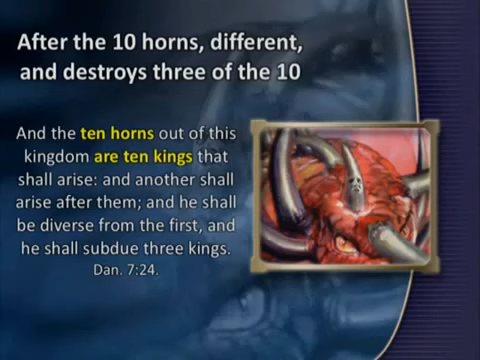 After the 10 horns, different,
and destroys three of the 10
And the ten horns out of this
kingdom are ten kings that
shall arise: and another shall
arise after them; and he shall
be diverse from the first, and
he shall subdue three kings.
Dan. 7:24.